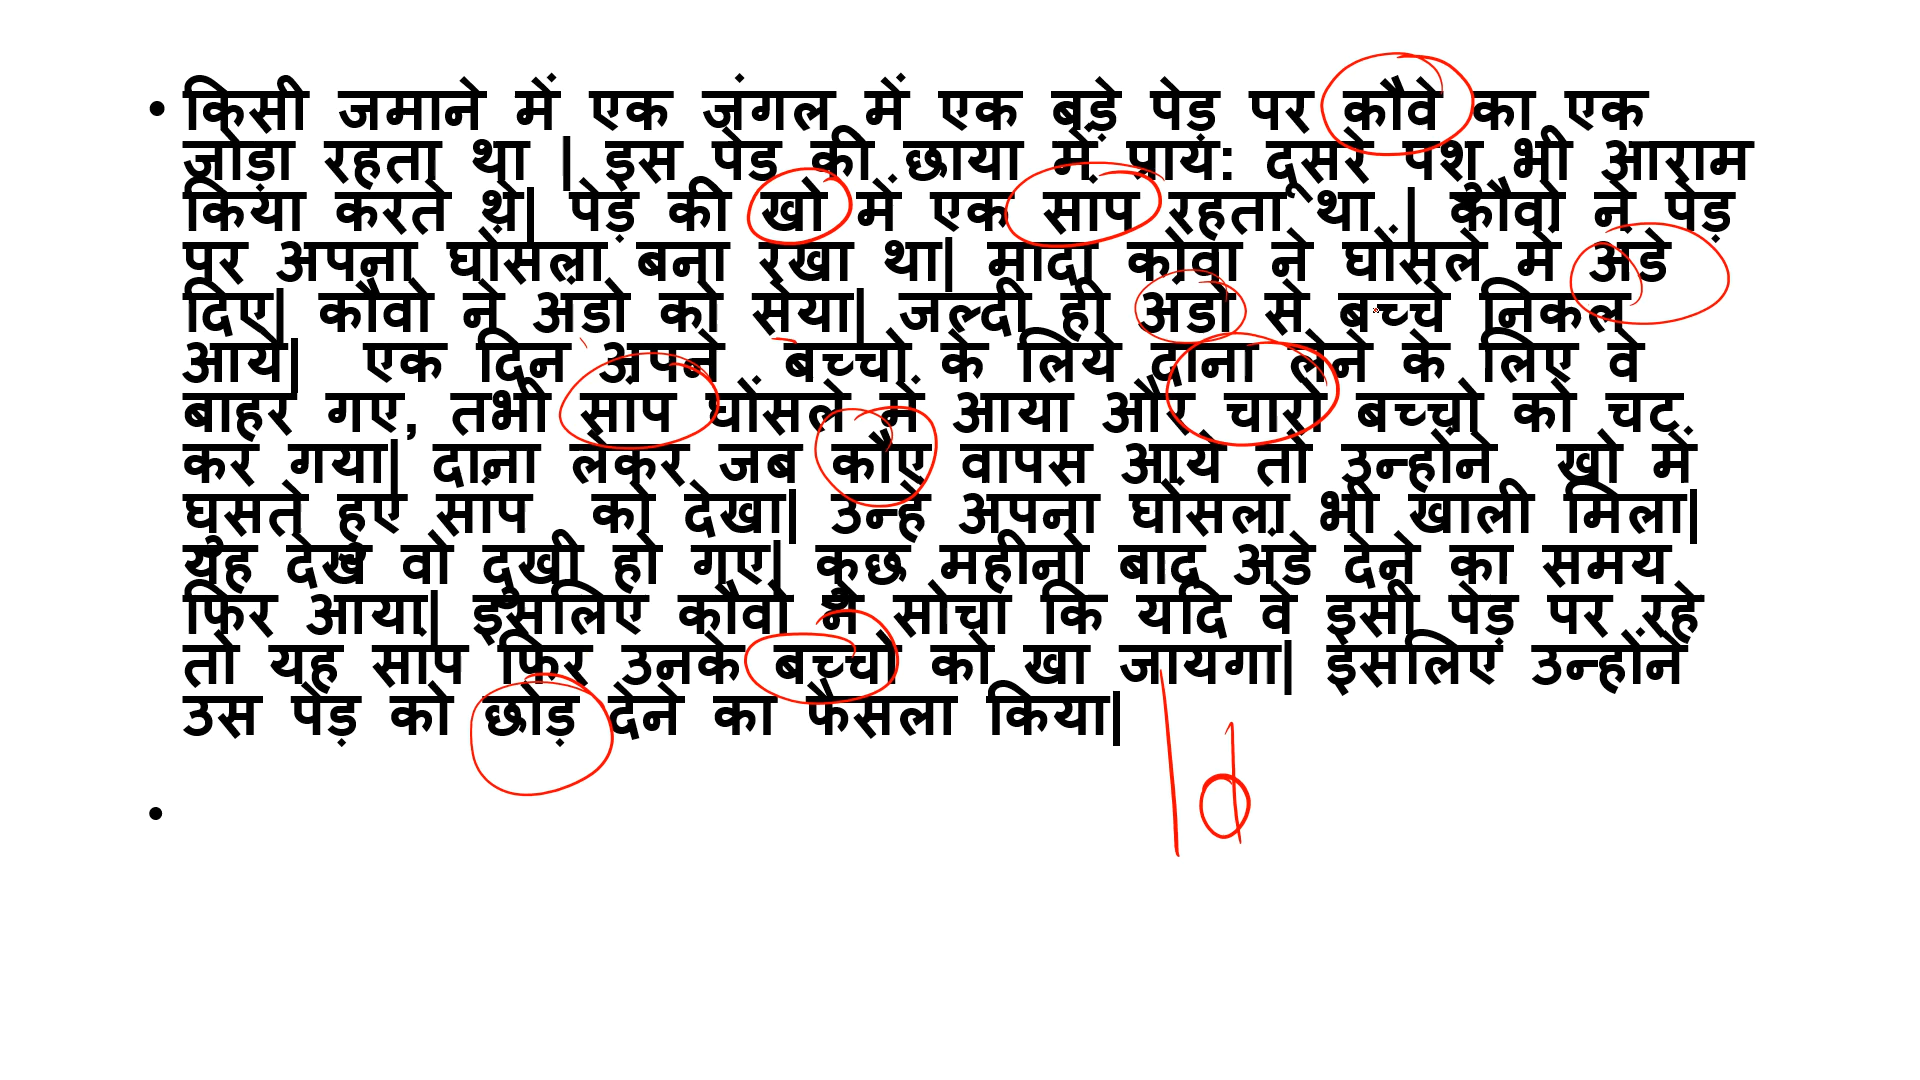 • किसी जमाने में एक जंगल में एक बड़े पेड़ पर कौवे का एक
जोड़ा रहता था | इस पेड़ की छाया में प्राय: दूसरे पशु भी आराम
किया करते थे| पेड़ की खो में एक सांप रहता था | कौवो ने पेड़
पर अपना घोंसला बना रखा था| मादा कोवा ने घोंसले में अंडे
दिए| कौवो ने अंडो को सेया| जल्दी ही अंडो से बच्चे निकल
आये| एक दिन अपने बच्चो के लिये दाना लेने के लिए वे
बाहर गए, तभी सांप घोंसले में आया और चारो बच्चो को चट
कर गया| दाना लेकर जब कौए वापस आये तो उन्होंने खो में
घुसते हुए सांप को देखा| उन्हें अपना घोंसला भी खाली मिला|
यह देख वो दुखी हो गए| कुछ महीनो बाद अंडे देने का समय
फिर आया| इसलिए कौवो ने सोचा कि यदि वे इसी पेड़ पर रहे
तो यह सांप फिर उनके बच्चो को खा जायगा| इसलिए उन्होंने
उस पेड़ को छोड़ देने का फैसला किया|
•